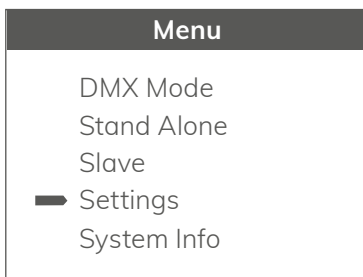 Menu
DMX Mode
Stand Alone
Slave
Settings
System Info